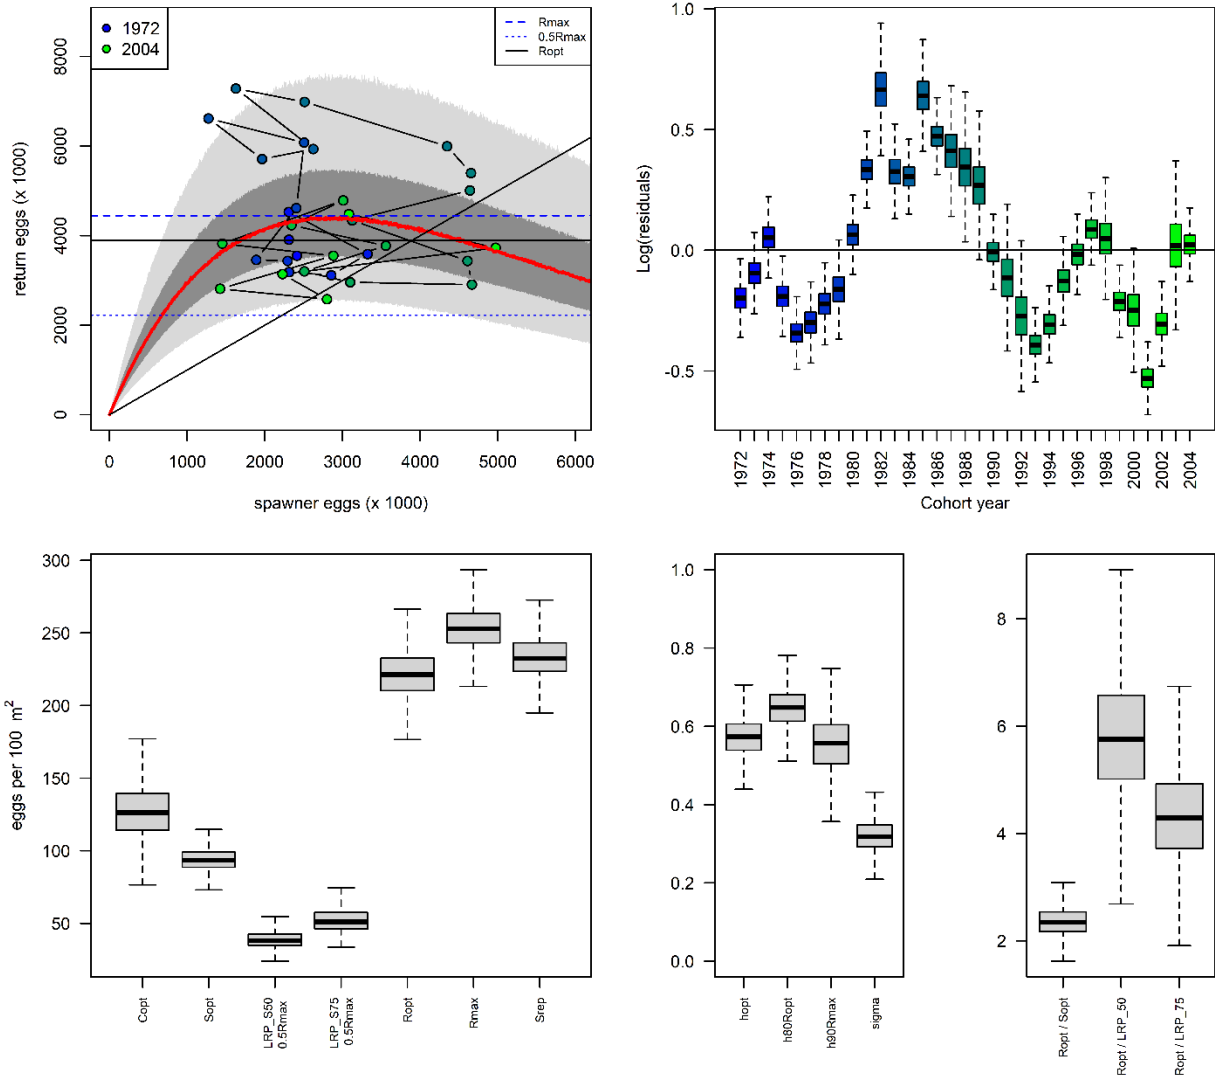 1972
2004
Rmax
0.5Rmax
Ropt
return eggs (x 1000)
8000
6000
4000
2000
0
0 1000 2000 3000 4000 5000 6000
spawner eggs (x 1000)
Log(residuals)
1.0
0.5
0.0
-0.5
1972 1974 1976 1978 1980 1982 1984 1986 1988 1990 1992 1994 1996 1998 2000 2002 2004
Cohort year
eggs per 100 m²
300
250
200
150
100
50
Copt
Sopt
LRP_S50
0.5Rmax
LRP_S75
0.5Rmax
Ropt
Rmax
Srep
1.0
0.8
0.6
0.4
0.2
0.0
hopt
h80Ropt
h90Rmax
sigma
8
6
4
2
Ropt / Sopt
Ropt / LRP_50
Ropt / LRP_75